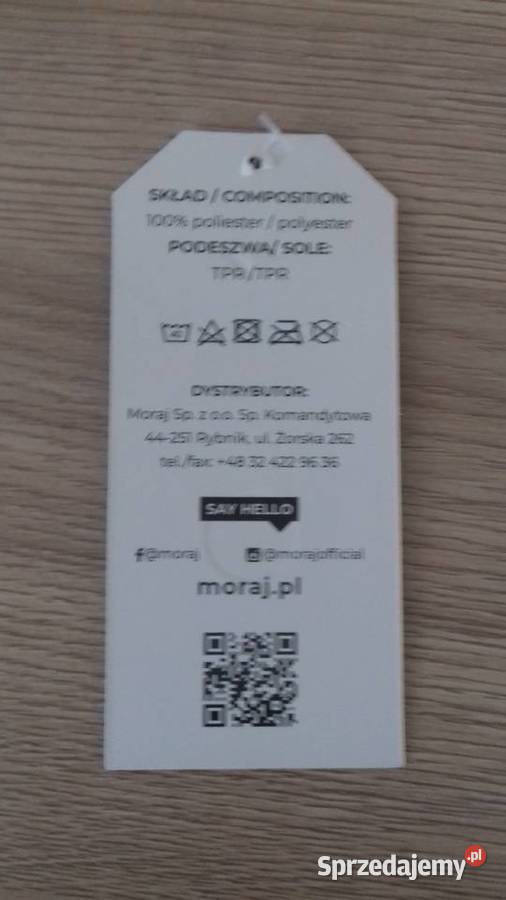 SKŁAD / COMPOSITION:
100% poliester / polyester
PODESZWA/ SOLE:
TPR /TPR
DYSTRYBUTOR:
Moraj Sp. z o.o. Sp. Komandytowa
44-251 Rybnik, ul. Żorska 262
tel./fax: +48 32 422 96 36
SAY HELLO
@moraj @morajofficial
moraj.pl
Sprzedajemy.pl